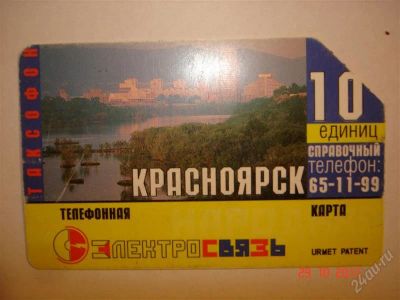 ТАКСОФОН
10
единиц
СПРАВОЧНЫЙ
телефон:
65-11-99
КРАСНОЯРСК
ТЕЛЕФОННАЯ
КАРТА
ЭЛЕКТРОСВЯЗЬ
URMET PATENT
24au.ru